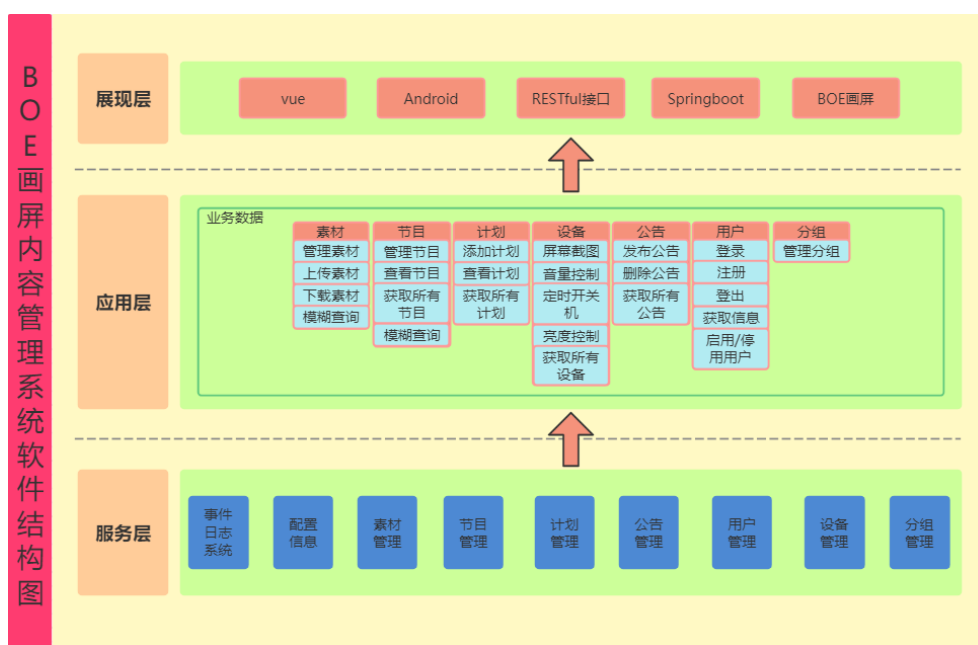 BOE画屏内容管理系统软件结构图
展现层
vue
Android
RESTful接口
Springboot
BOE画屏
应用层
业务数据
素材
管理素材
上传素材
下载素材
模糊查询
节目
管理节目
查看节目
获取所有
节目
模糊查询
计划
添加计划
查看计划
获取所有
计划
设备
屏幕截图
音量控制
定时开关
机
亮度控制
获取所有
设备
公告
发布公告
删除公告
获取所有
公告
用户
登录
注册
登出
获取信息
启用/停
用用户
分组
管理分组
服务层
事件
日志
系统
配置
信息
素材
管理
节目
管理
计划
管理
公告
管理
用户
管理
设备
管理
分组
管理